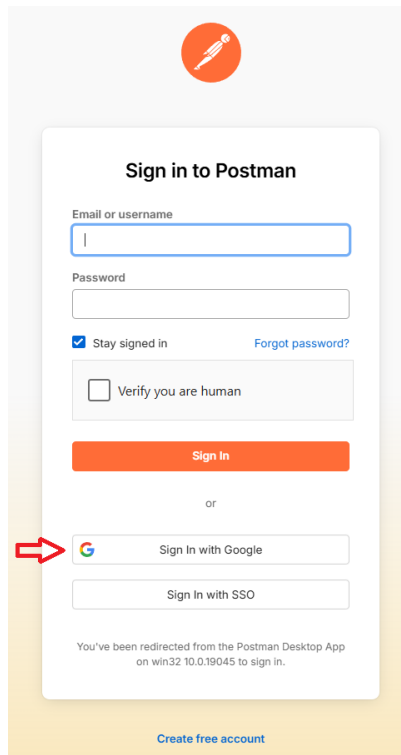 Sign in to Postman
Email or username
Password
Stay signed in
Forgot password?
Verify you are human
Sign In
or
Sign In with Google
Sign In with SSO
You've been redirected from the Postman Desktop App
on win32 10.0.19045 to sign in.
Create free account